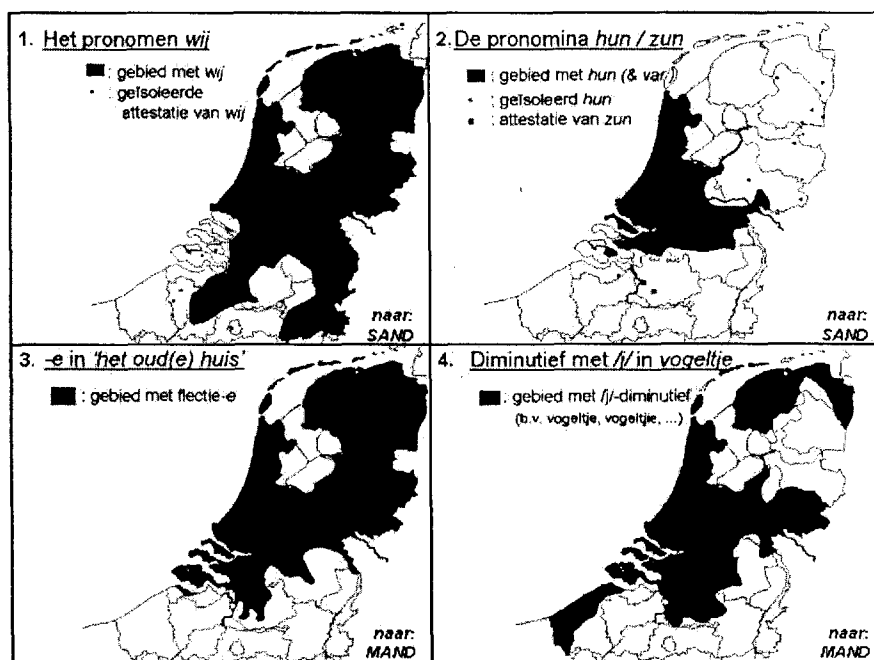 1. Het pronomen wij
: gebied met wij
: geïsoleerde
attestatie van wij
naar:
SAND
2. De pronomina hun / zun
: gebied met hun (& var.)
: geïsoleerd hun
: attestatie van zun
naar:
SAND
3. -e in 'het oud(e) huis'
: gebied met flectie-e
naar:
MAND
4. Diminutief met /j/ in vogeltje
: gebied met /j/-diminutief
(b.v. vogeltje, vogeltjie, ...)
naar:
MAND